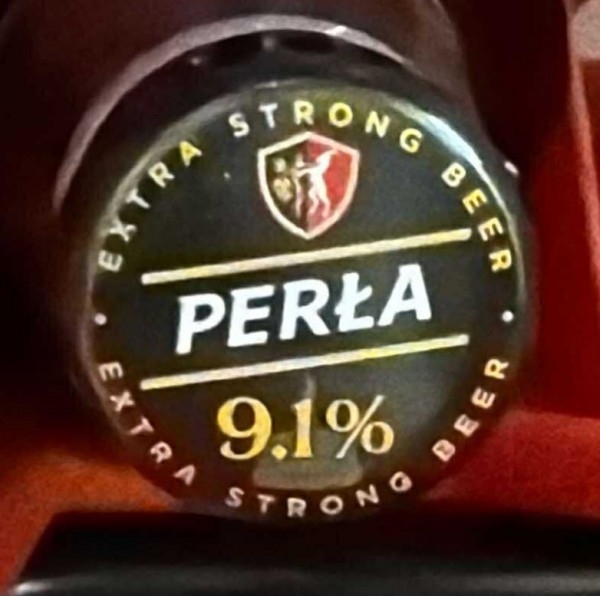 EXTRA STRONG BEER
PERŁA
9.1%
EXTRA STRONG BEER